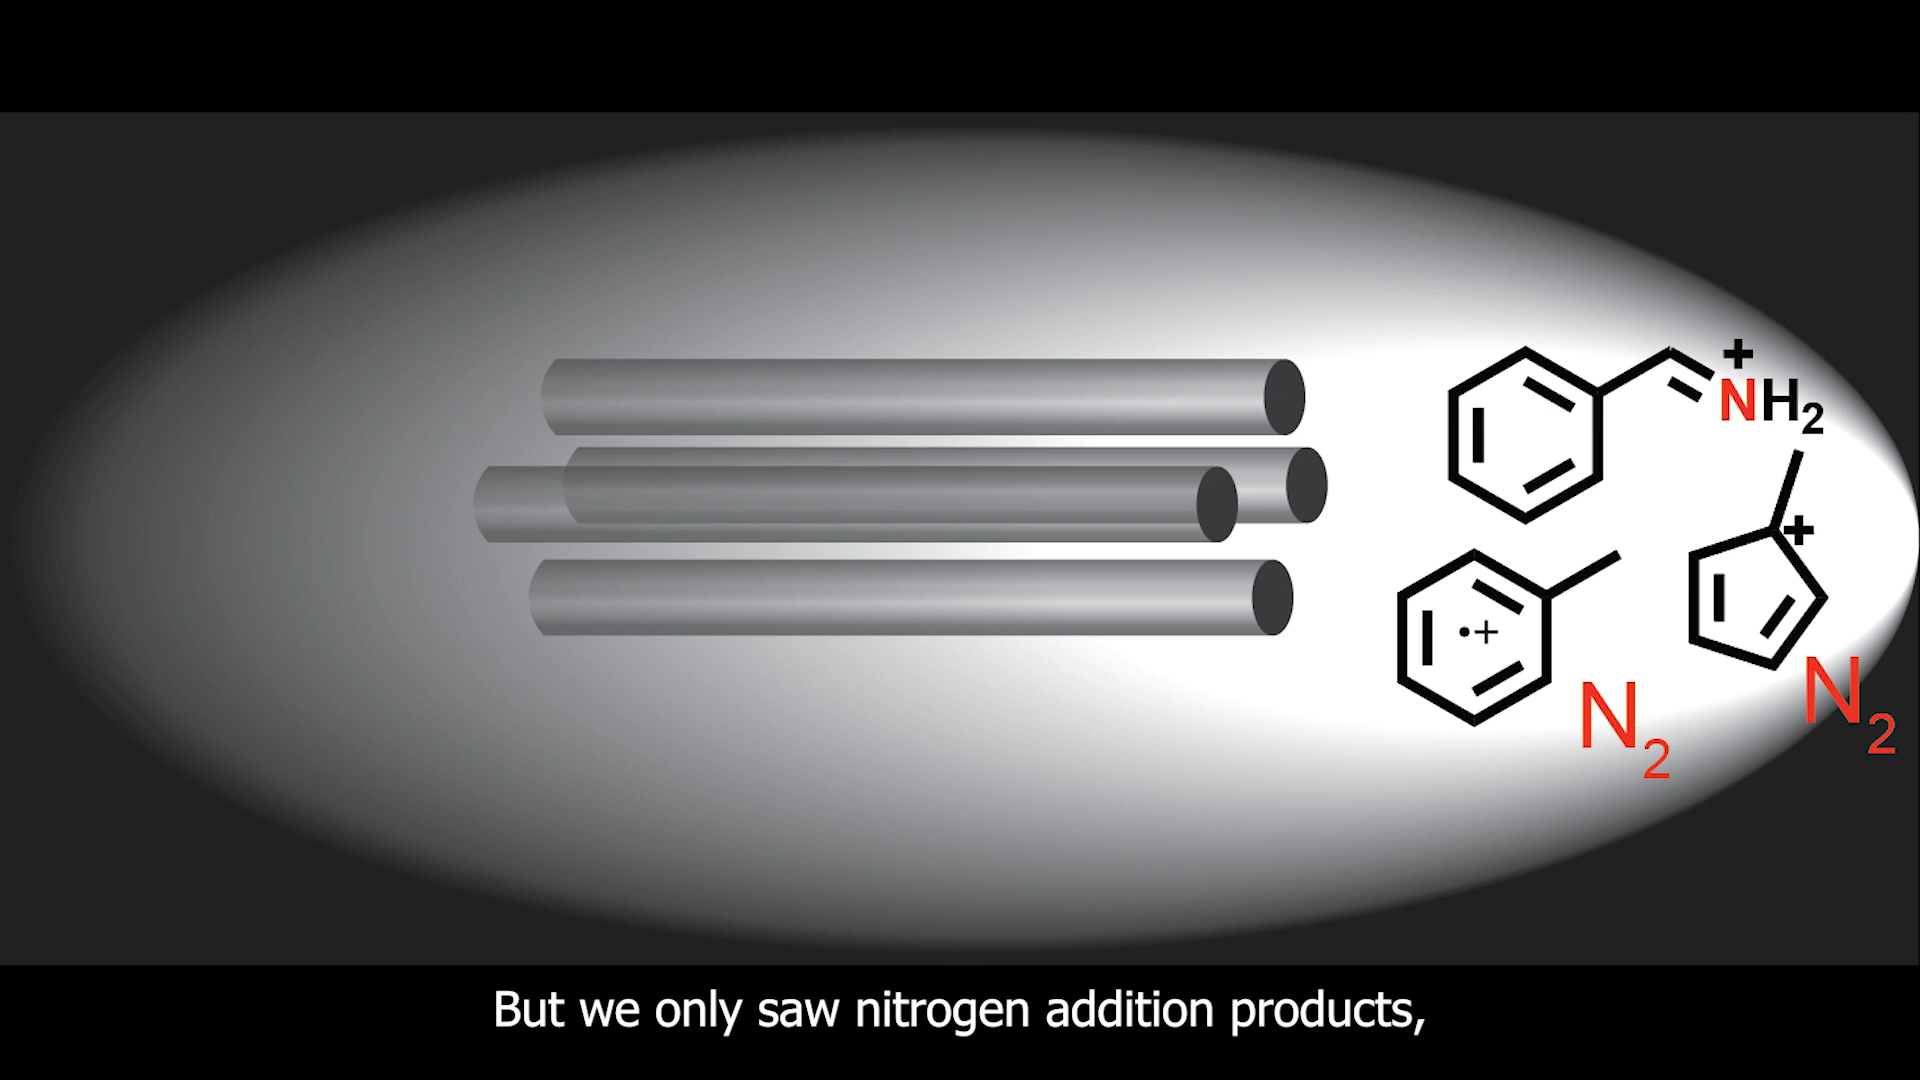 +
NH2
+
•+
N2
N2
But we only saw nitrogen addition products,